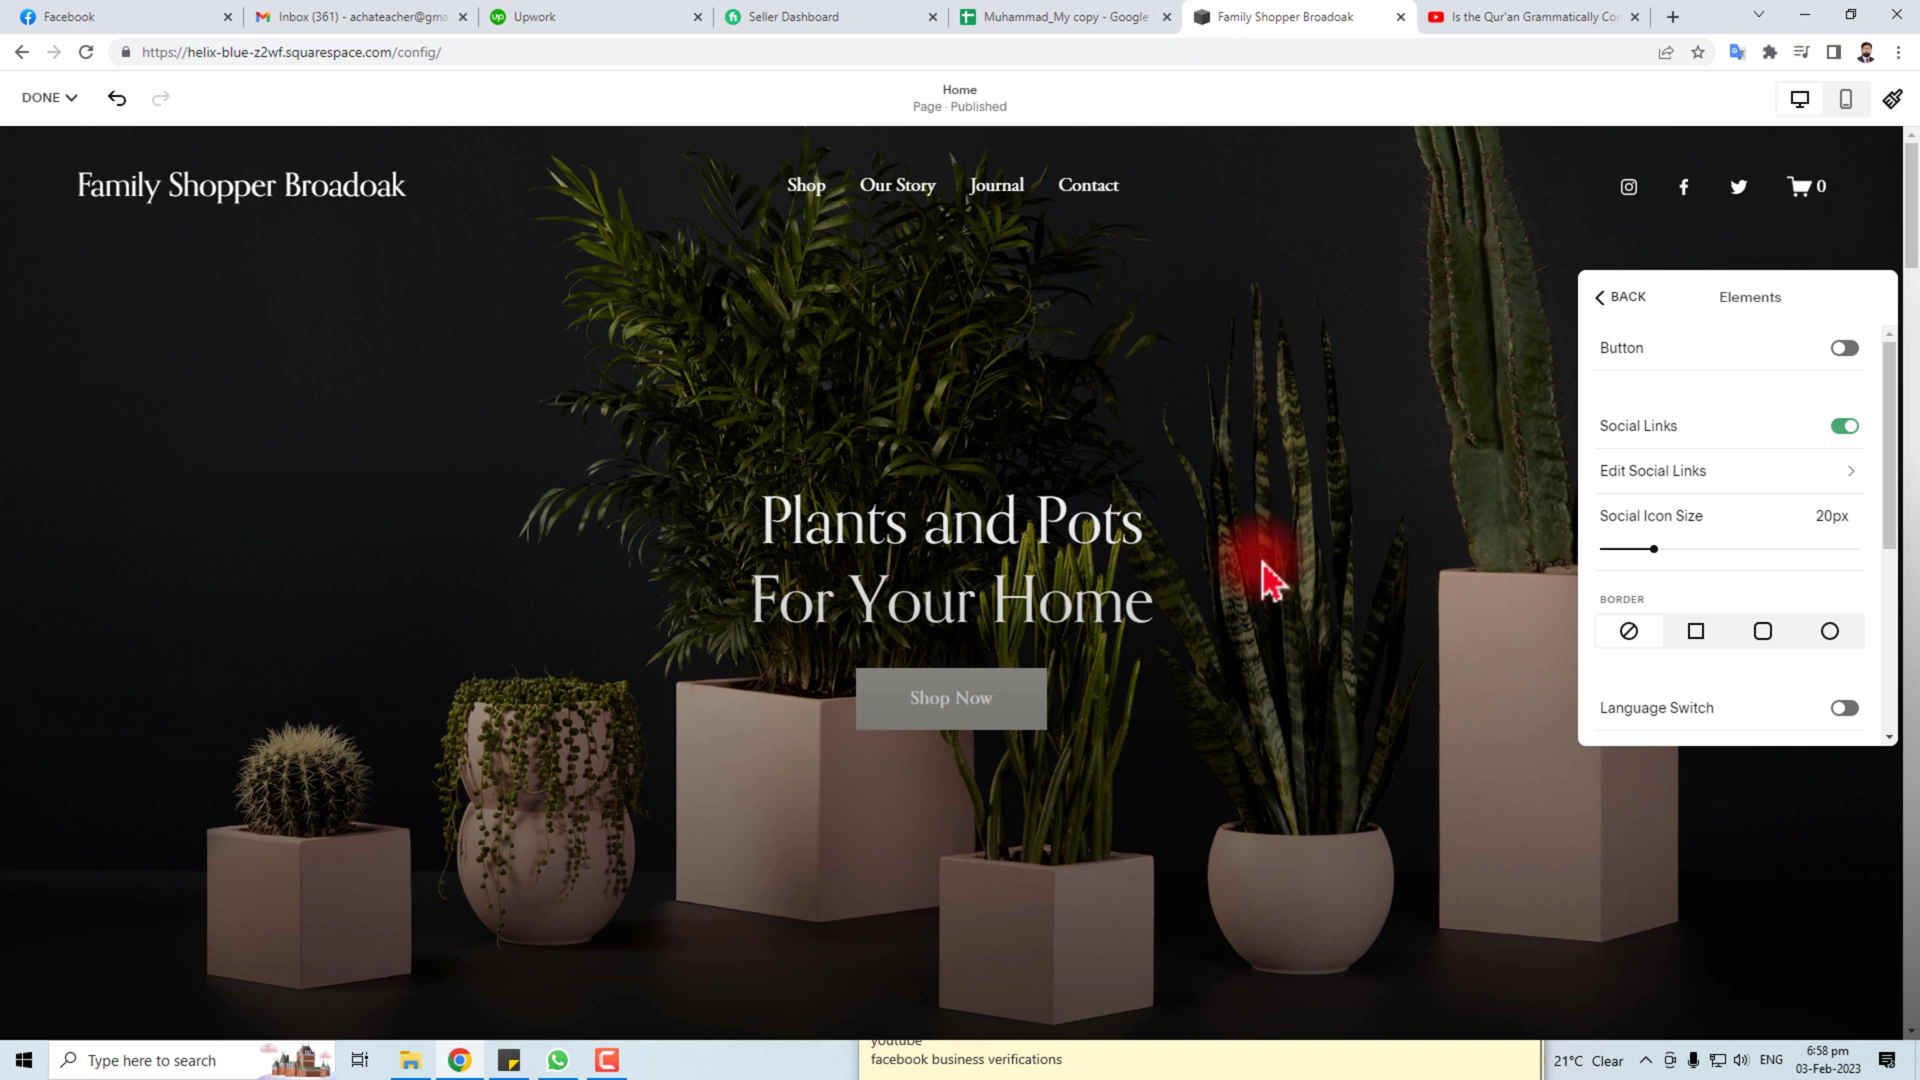 Facebook
Inbox (361) - achateacher@gma
Upwork
Seller Dashboard
Muhammad_My copy - Google
Family Shopper Broadoak
Is the Qur'an Grammatically Co
https://helix-blue-z2wf.squarespace.com/config/
DONE
Home
Page · Published
Family Shopper Broadoak
Shop
Our Story
Journal
Contact
0
BACK
Elements
Button
Social Links
Edit Social Links
Social Icon Size
20px
BORDER
Language Switch
Plants and Pots
For Your Home
Shop Now
youtube
facebook business verifications
Type here to search
21°C Clear
ENG
6:58 pm
03-Feb-2023